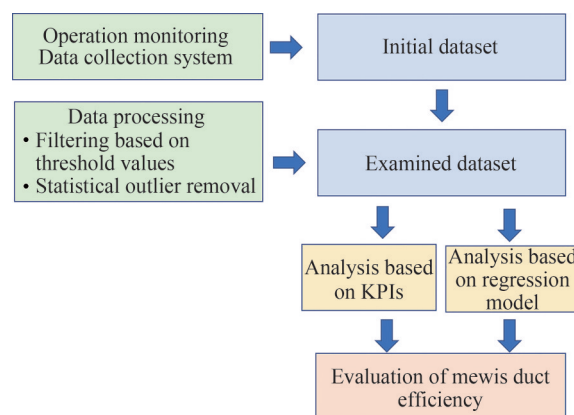 Operation monitoring
Data collection system
Initial dataset
Data processing
• Filtering based on
threshold values
• Statistical outlier removal
Examined dataset
Analysis based
on KPIs
Analysis based
on regression
model
Evaluation of mewis duct
efficiency